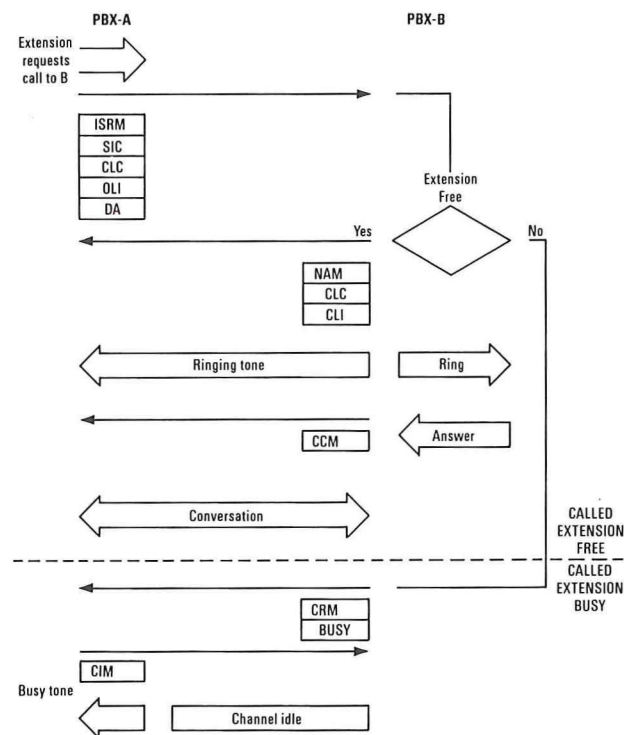 PBX-A
PBX-B
Extension
requests
call to B
ISRM
SIC
CLC
OLI
DA
Extension
Free
Yes
No
NAM
CLC
CLI
Ringing tone
Ring
CCM
Answer
Conversation
CALLED
EXTENSION
FREE
CALLED
EXTENSION
BUSY
CRM
BUSY
CIM
Busy tone
Channel idle